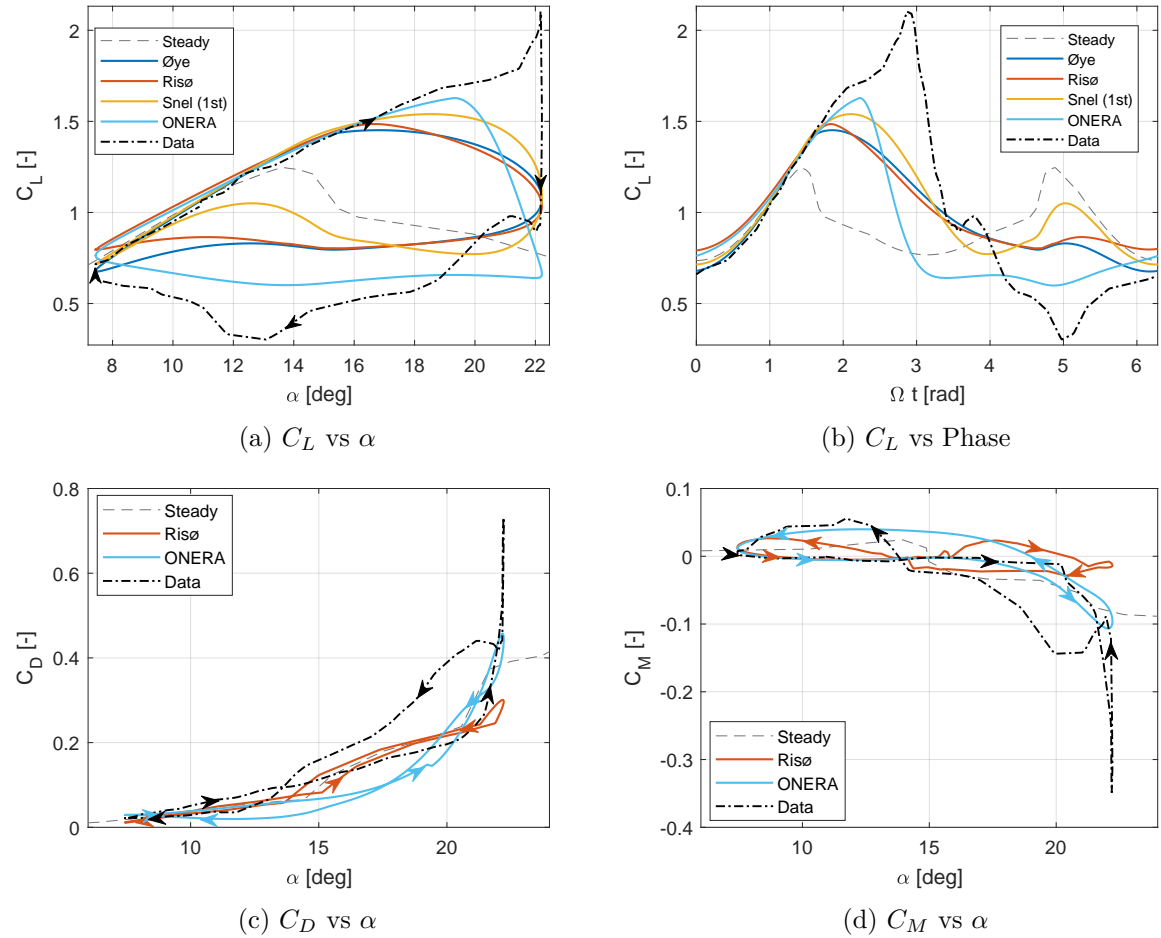 2
1.5
1
0.5
C_L [-]
Steady
Øye
Risø
Snel (1st)
ONERA
Data
8 10 12 14 16 18 20 22
α [deg]
(a) C_L vs α
2
1.5
1
0.5
C_L [-]
Steady
Øye
Risø
Snel (1st)
ONERA
Data
0 1 2 3 4 5 6
Ω t [rad]
(b) C_L vs Phase
0.8
0.6
0.4
0.2
0
C_D [-]
Steady
Risø
ONERA
Data
10 15 20
α [deg]
(c) C_D vs α
0.1
0
-0.1
-0.2
-0.3
-0.4
C_M [-]
Steady
Risø
ONERA
Data
10 15 20
α [deg]
(d) C_M vs α